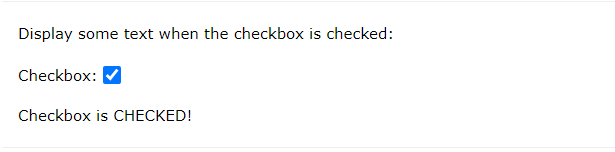 Display some text when the checkbox is checked:
Checkbox:
Checkbox is CHECKED!